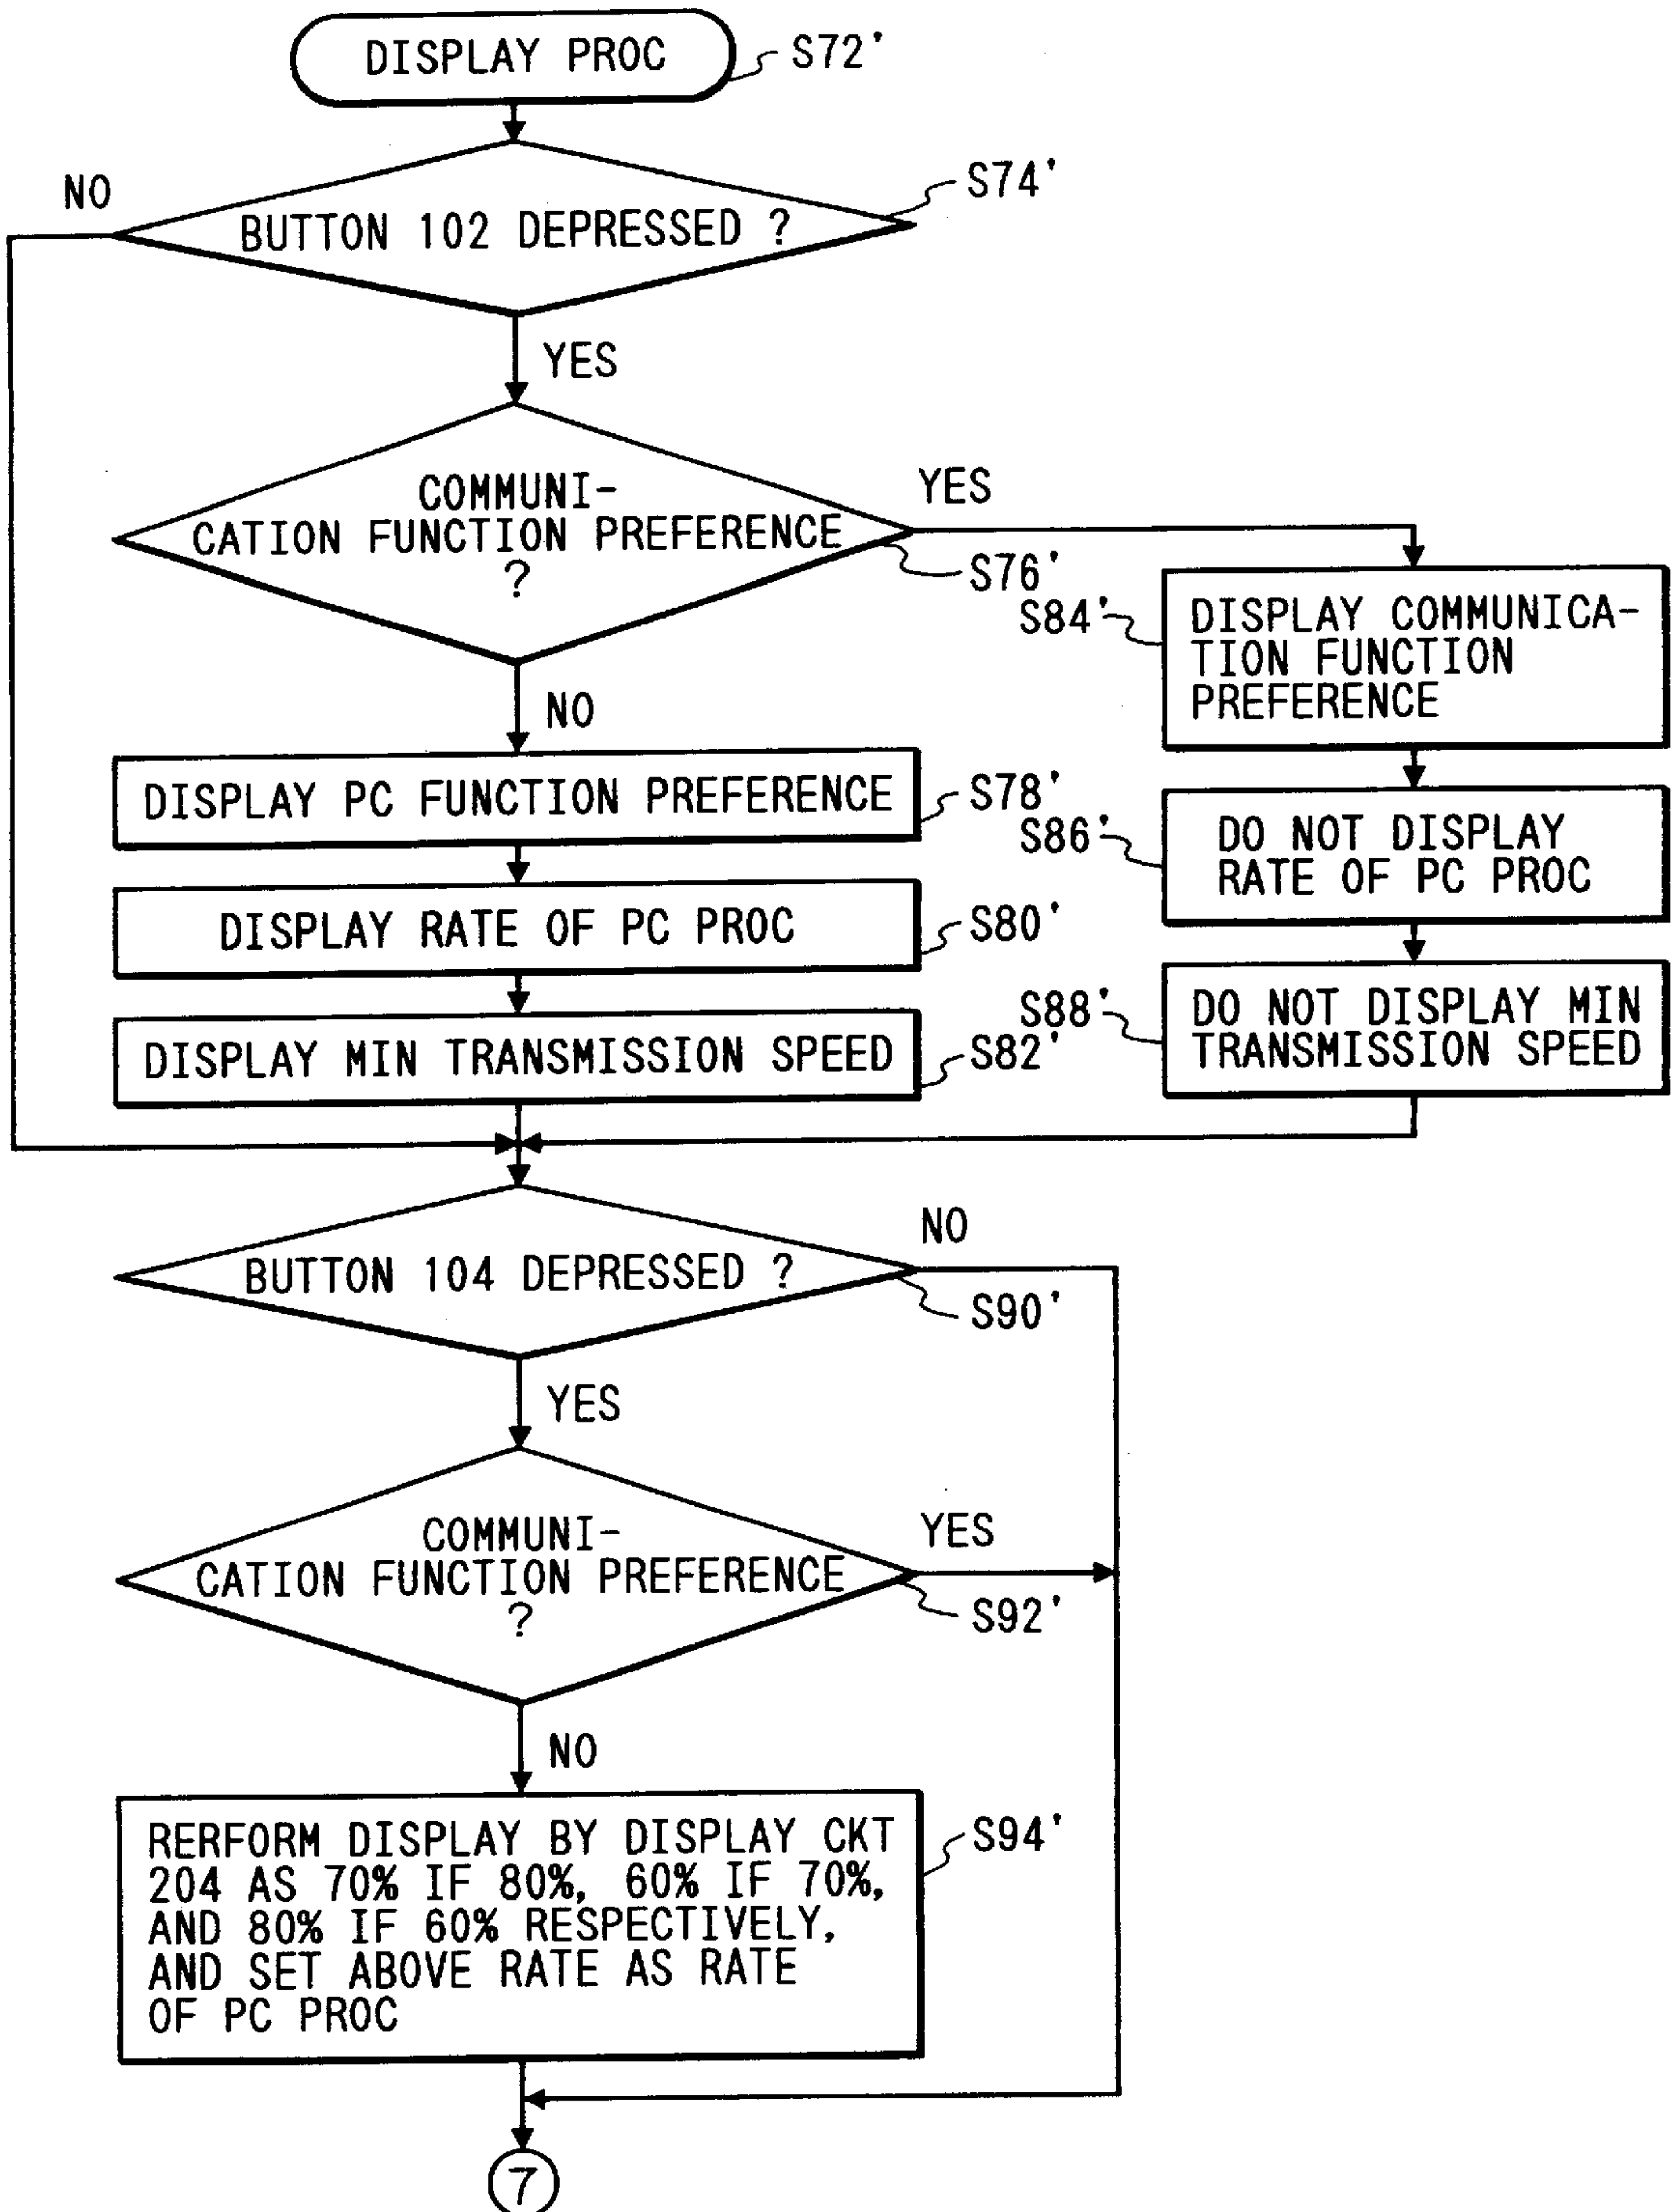 DISPLAY PROC
S72'
NO
S74'
BUTTON 102 DEPRESSED ?
YES
COMMUNI-
CATION FUNCTION PREFERENCE
?
YES
S76'
S84'
DISPLAY COMMUNICA-
TION FUNCTION
PREFERENCE
NO
DISPLAY PC FUNCTION PREFERENCE
S78'
S86'
DO NOT DISPLAY
RATE OF PC PROC
DISPLAY RATE OF PC PROC
S80'
S88'
DO NOT DISPLAY MIN
TRANSMISSION SPEED
DISPLAY MIN TRANSMISSION SPEED
S82'
NO
BUTTON 104 DEPRESSED ?
S90'
YES
COMMUNI-
CATION FUNCTION PREFERENCE
?
YES
S92'
NO
RERFORM DISPLAY BY DISPLAY CKT
204 AS 70% IF 80%, 60% IF 70%,
AND 80% IF 60% RESPECTIVELY,
AND SET ABOVE RATE AS RATE
OF PC PROC
S94'
7